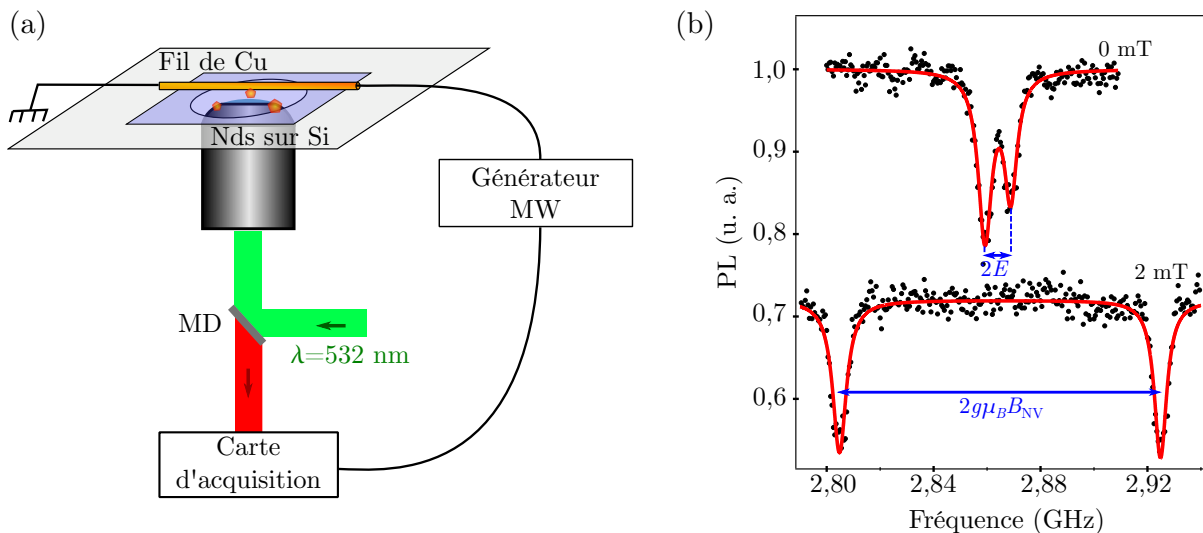 (a)
Fil de Cu
Nds sur Si
Générateur
MW
MD
λ=532 nm
Carte
d'acquisition
(b)
0 mT
1,0
0,9
PL (u. a.)
0,8
2E
2 mT
0,7
0,6
2gμ_B B_NV
2,80
2,84
2,88
2,92
Fréquence (GHz)